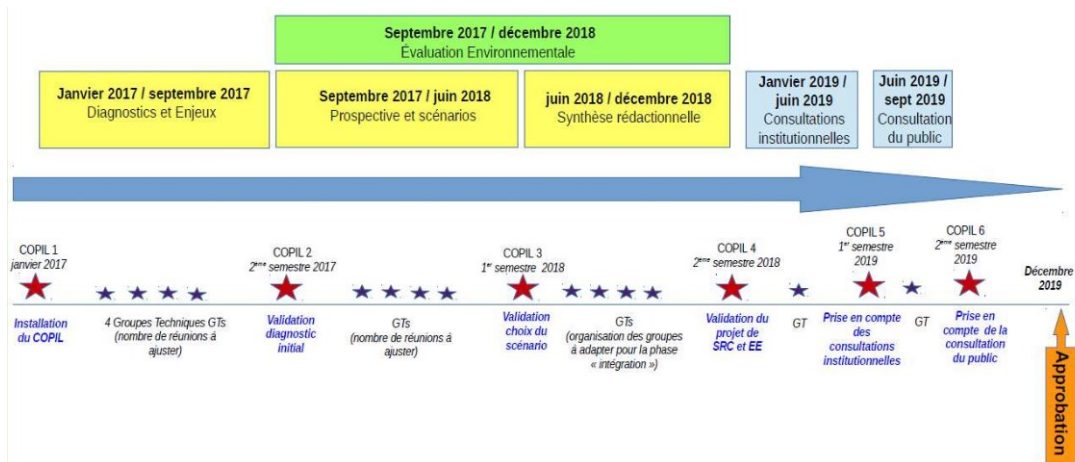 Septembre 2017 / décembre 2018
Évaluation Environnementale
Janvier 2017 / septembre 2017
Diagnostics et Enjeux
Septembre 2017 / juin 2018
Prospective et scénarios
juin 2018 / décembre 2018
Synthèse rédactionnelle
Janvier 2019 /
juin 2019
Consultations
institutionnelles
Juin 2019 /
sept 2019
Consultation
du public
COPIL 1
janvier 2017
COPIL 2
2ème semestre 2017
COPIL 3
1er semestre 2018
COPIL 4
2ème semestre 2018
COPIL 5
1er semestre
2019
COPIL 6
2ème semestre
2019
Décembre
2019
Installation
du COPIL
4 Groupes Techniques GTs
(nombre de réunions à
ajuster)
Validation
diagnostic
initial
GTs
(nombre de réunions à
ajuster)
Validation
choix du
scénario
GTs
(organisation des groupes
à adapter pour la phase
« intégration »)
Validation du
projet de
SRC et EE
GT
Prise en compte
des
consultations
institutionnelles
GT
Prise en
compte de la
consultation
du public
Approbation